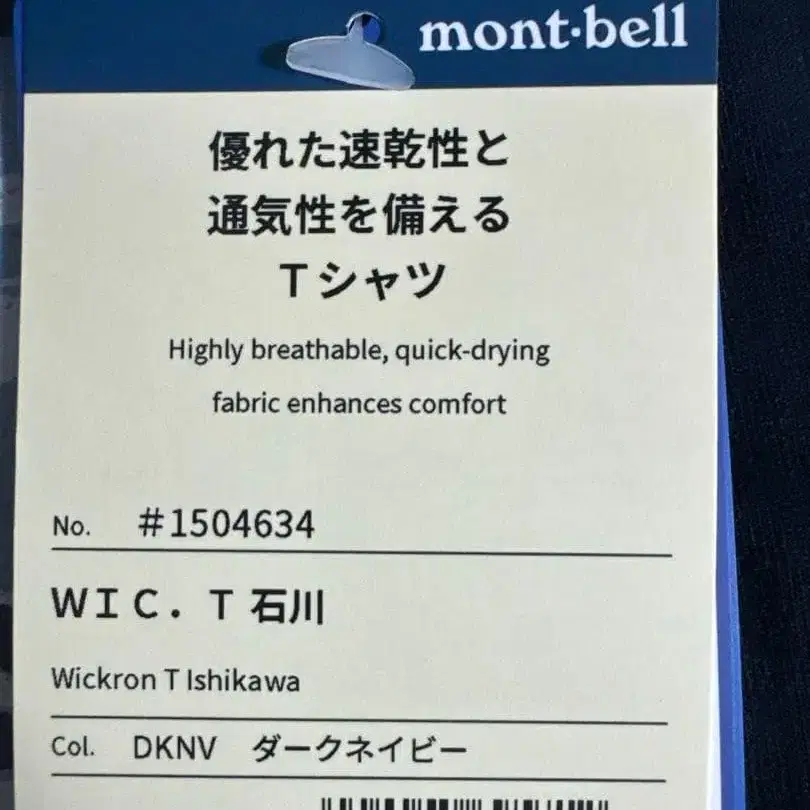 mont·bell
優れた速乾性と
通気性を備える
Tシャツ
Highly breathable, quick-drying
fabric enhances comfort
No. #1504634
WIC. T 石川
Wickron T Ishikawa
Col. DKNV ダークネイビー